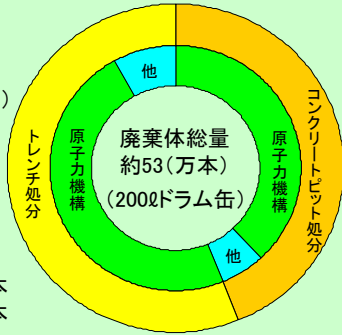 )
他
トレンチ処分
原子力機構
廃棄体総量
約53(万本)
(200ℓドラム缶)
原子力機構
コンクリートピット処分
他
本
本